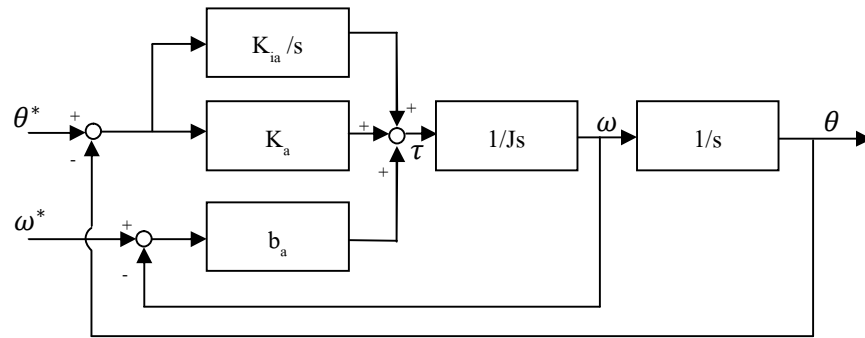 K_ia /s
θ* + - K_a + + + τ 1/Js ω 1/s θ
ω* + - b_a